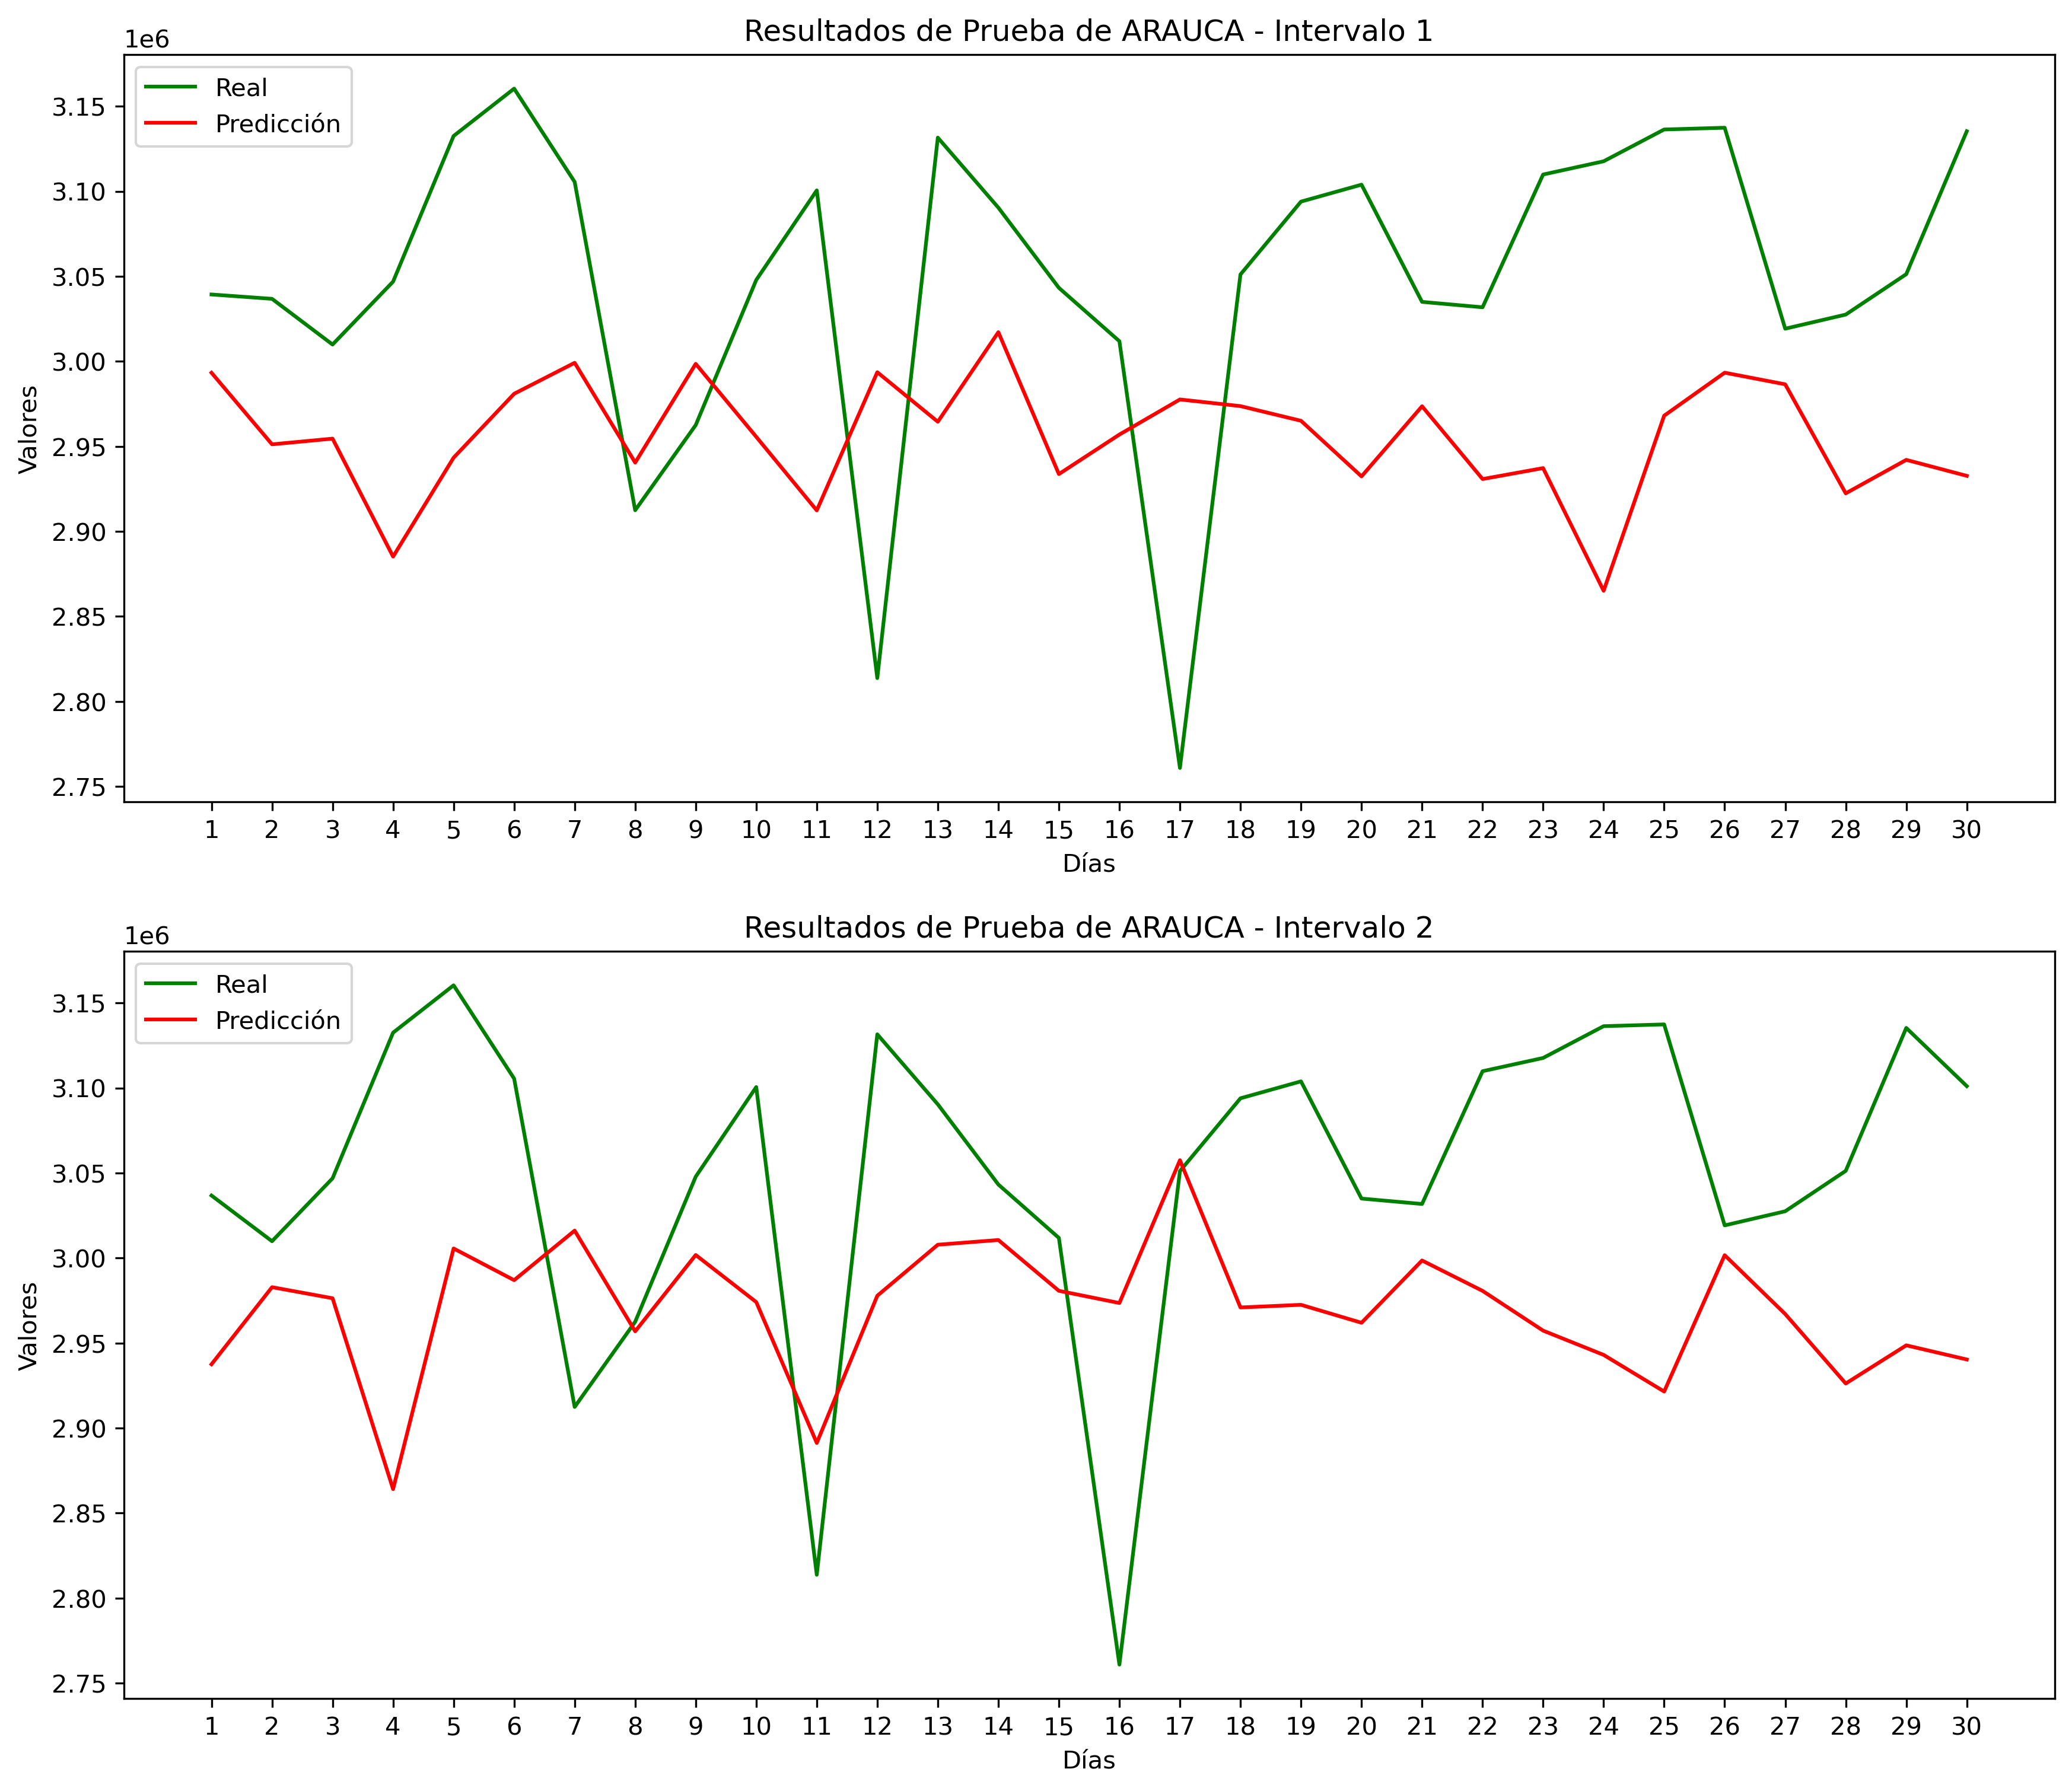 Resultados de Prueba de ARAUCA - Intervalo 1
1e6
Real
Predicción
3.15
3.10
3.05
3.00
2.95
2.90
2.85
2.80
2.75
Valores
1 2 3 4 5 6 7 8 9 10 11 12 13 14 15 16 17 18 19 20 21 22 23 24 25 26 27 28 29 30
Días
Resultados de Prueba de ARAUCA - Intervalo 2
1e6
Real
Predicción
3.15
3.10
3.05
3.00
2.95
2.90
2.85
2.80
2.75
Valores
1 2 3 4 5 6 7 8 9 10 11 12 13 14 15 16 17 18 19 20 21 22 23 24 25 26 27 28 29 30
Días